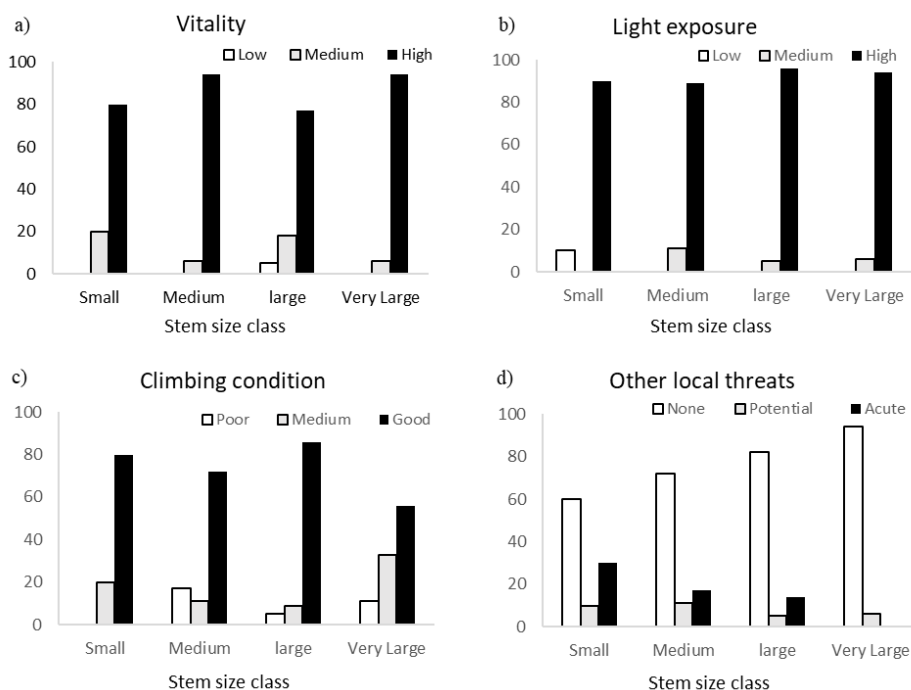 a)
Vitality
Low Medium High
100
80
60
40
20
0
Small Medium large Very Large
Stem size class
b)
Light exposure
Low Medium High
100
80
60
40
20
0
Small Medium large Very Large
Stem size class
c)
Climbing condition
Poor Medium Good
100
80
60
40
20
0
Small Medium large Very Large
Stem size class
d)
Other local threats
None Potential Acute
100
80
60
40
20
0
Small Medium large Very Large
Stem size class